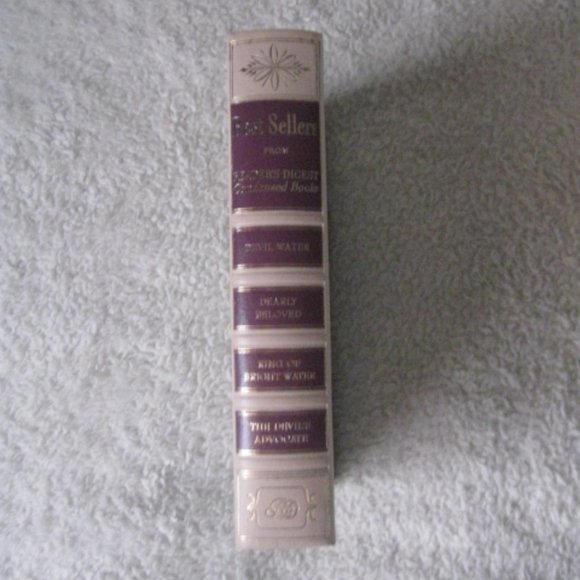 Best Sellers
FROM
READER'S DIGEST
Condensed Books
DEVIL WATER
DEARLY
BELOVED
RING OF
BRIGHT WATER
THE DEVIL'S
ADVOCATE